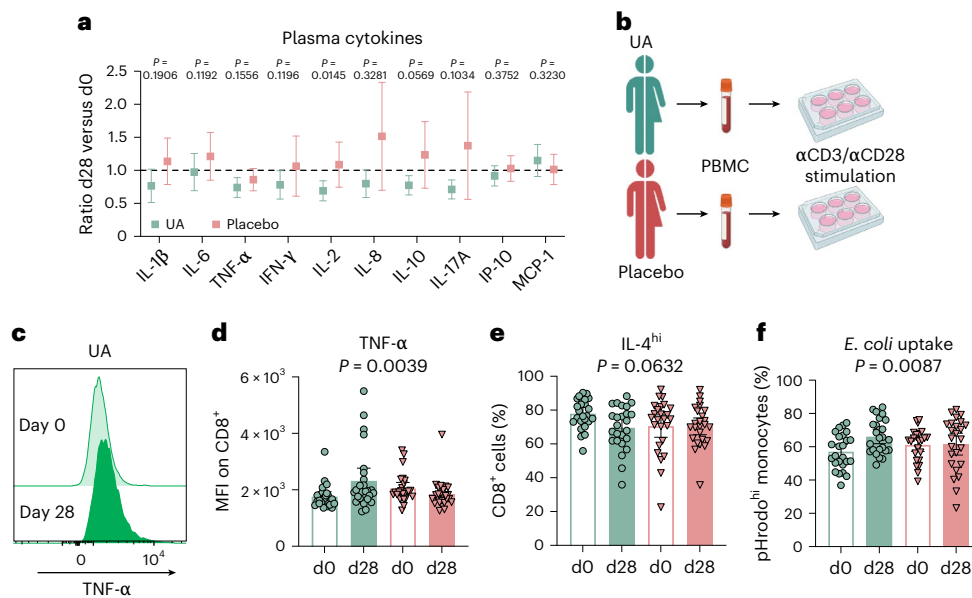 a
Plasma cytokines
P = 0.1906
P = 0.1192
P = 0.1556
P = 0.1196
P = 0.0145
P = 0.3281
P = 0.0569
P = 0.1034
P = 0.3752
P = 0.3230
Ratio d28 versus d0
2.5
2.0
1.5
1.0
0.5
0
UA
Placebo
IL-1β
IL-6
TNF-α
IFN-γ
IL-2
IL-8
IL-10
IL-17A
IP-10
MCP-1
b
UA
PBMC
αCD3/αCD28
stimulation
Placebo
c
UA
Day 0
Day 28
0
10⁴
TNF-α
d
TNF-α
P = 0.0039
MFI on CD8⁺
6 × 10³
4 × 10³
2 × 10³
0
d0
d28
d0
d28
e
IL-4ʰⁱ
P = 0.0632
CD8⁺ cells (%)
100
80
60
40
20
0
d0
d28
d0
d28
f
E. coli uptake
P = 0.0087
pHrodoʰⁱ monocytes (%)
100
80
60
40
20
0
d0
d28
d0
d28